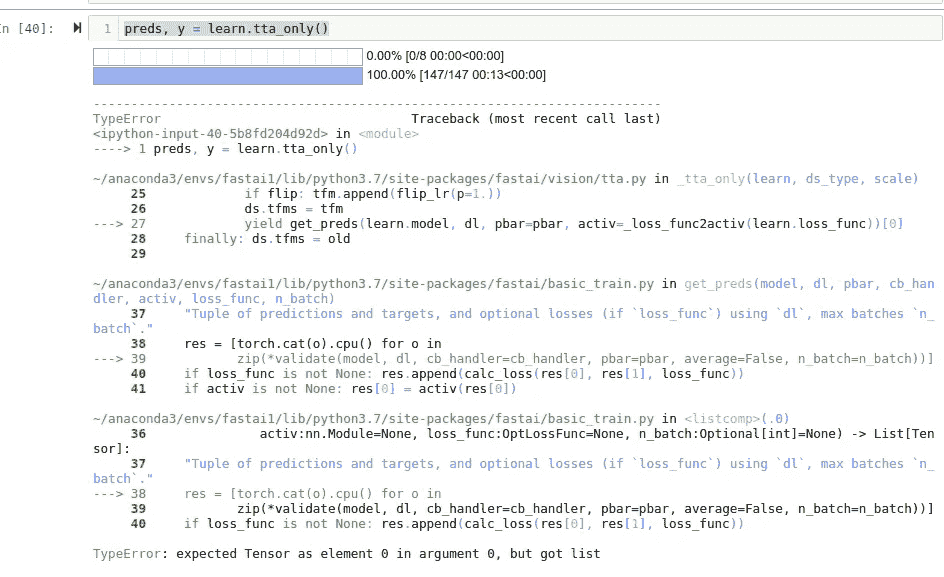 n [40]: 1 preds, y = learn.tta_only()
0.00% [0/8 00:00<00:00]
100.00% [147/147 00:13<00:00]
---------------------------------------------------------------------------
TypeError                                 Traceback (most recent call last)
<ipython-input-40-5b8fd204d92d> in <module>
----> 1 preds, y = learn.tta_only()
~/anaconda3/envs/fastai1/lib/python3.7/site-packages/fastai/vision/tta.py in _tta_only(learn, ds_type, scale)
     25             if flip: tfm.append(flip_lr(p=1.))
     26             ds.tfms = tfm
---> 27             yield get_preds(learn.model, dl, pbar=pbar, activ=_loss_func2activ(learn.loss_func))[0]
     28     finally: ds.tfms = old
     29
~/anaconda3/envs/fastai1/lib/python3.7/site-packages/fastai/basic_train.py in get_preds(model, dl, pbar, cb_han
dler, activ, loss_func, n_batch)
     37     "Tuple of predictions and targets, and optional losses (if `loss_func`) using `dl`, max batches `n_
batch`."
     38     res = [torch.cat(o).cpu() for o in
---> 39            zip(*validate(model, dl, cb_handler=cb_handler, pbar=pbar, average=False, n_batch=n_batch))]
     40     if loss_func is not None: res.append(calc_loss(res[0], res[1], loss_func))
     41     if activ is not None: res[0] = activ(res[0])
~/anaconda3/envs/fastai1/lib/python3.7/site-packages/fastai/basic_train.py in <listcomp>(.0)
     36               activ:nn.Module=None, loss_func:OptLossFunc=None, n_batch:Optional[int]=None) -> List[Ten
sor]:
     37     "Tuple of predictions and targets, and optional losses (if `loss_func`) using `dl`, max batches `n_
batch`."
---> 38     res = [torch.cat(o).cpu() for o in
     39            zip(*validate(model, dl, cb_handler=cb_handler, pbar=pbar, average=False, n_batch=n_batch))]
     40     if loss_func is not None: res.append(calc_loss(res[0], res[1], loss_func))
TypeError: expected Tensor as element 0 in argument 0, but got list